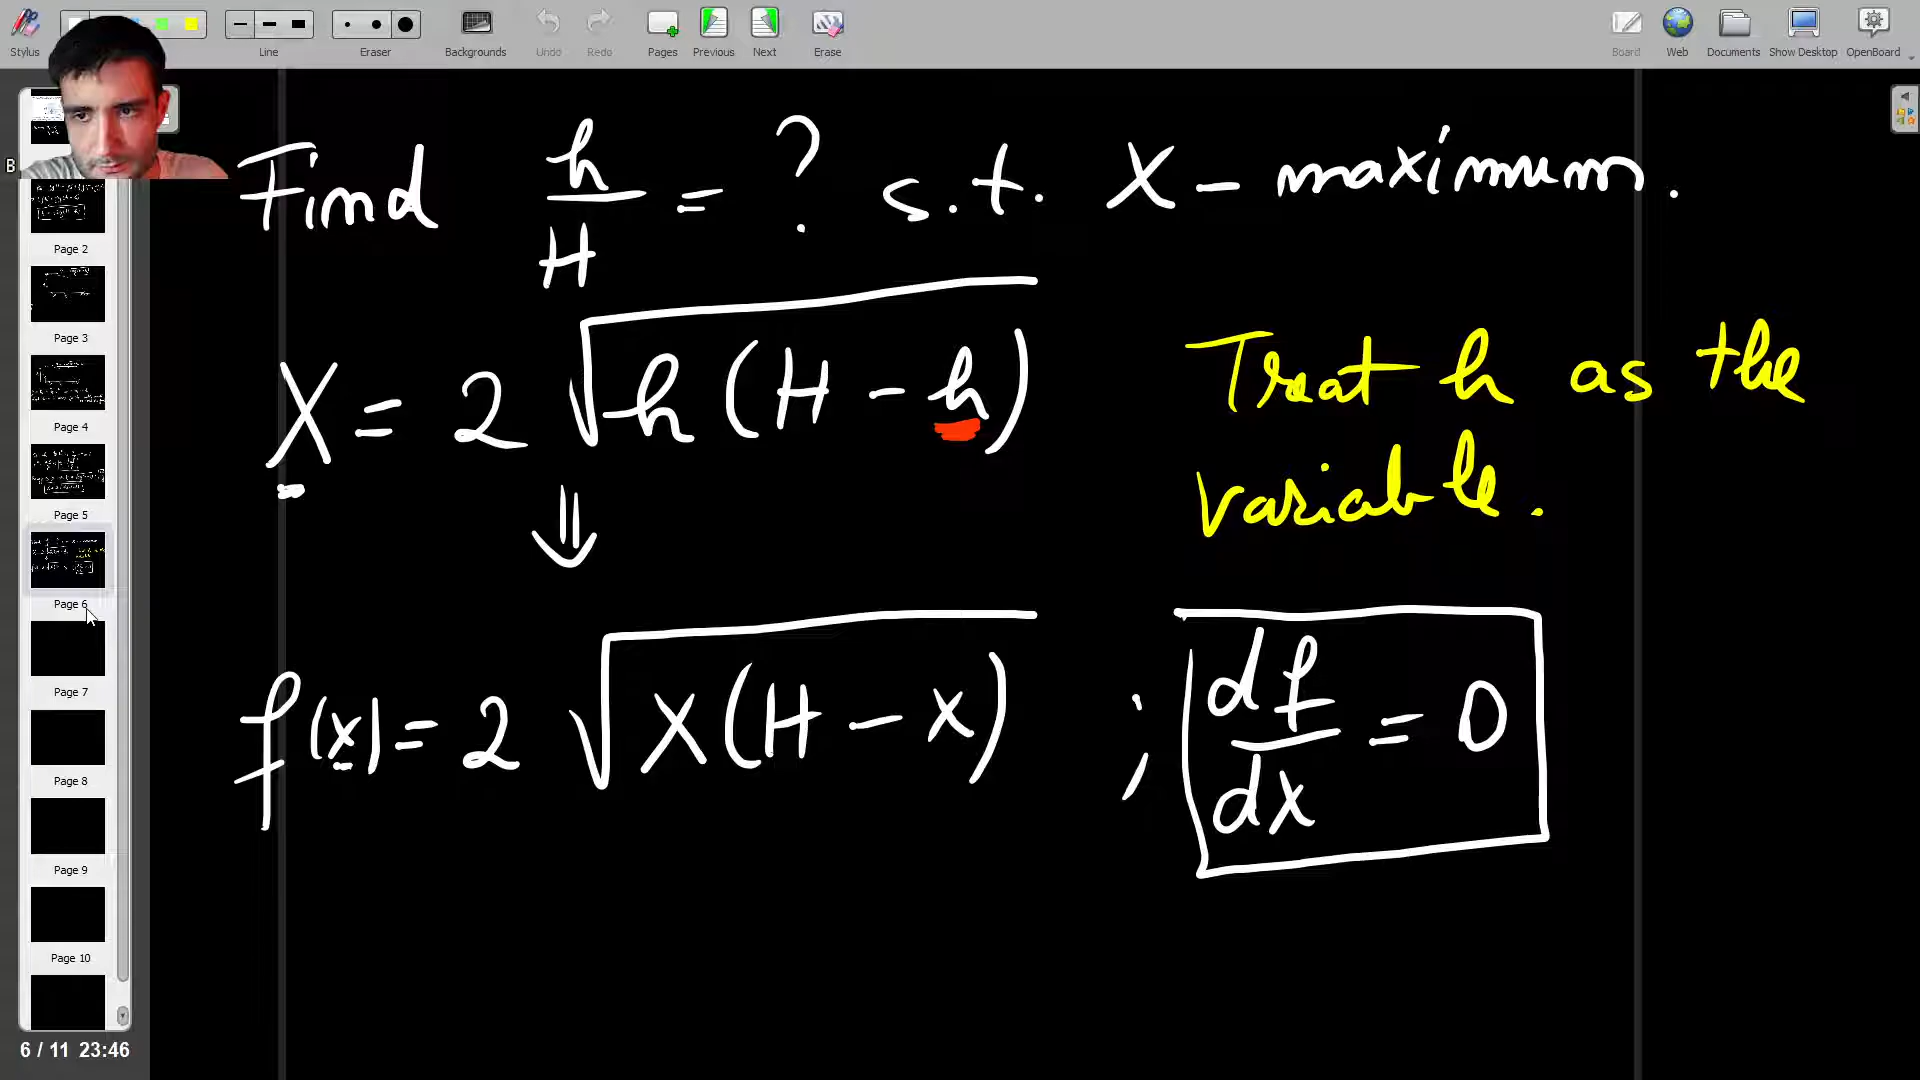 Stylus
Line
Eraser
Backgrounds
Undo
Redo
Pages
Previous
Next
Erase
Board
Web
Documents
Show Desktop
OpenBoard
B
Page 2
Page 3
Page 4
Page 5
Page 6
Page 7
Page 8
Page 9
Page 10
6 / 11 23:46
Find h/H = ? s.t. X - maximum.
X = 2 √h(H - h)
Treat h as the
variable.
⇓
f(x) = 2 √x(H - x) ; df/dx = 0